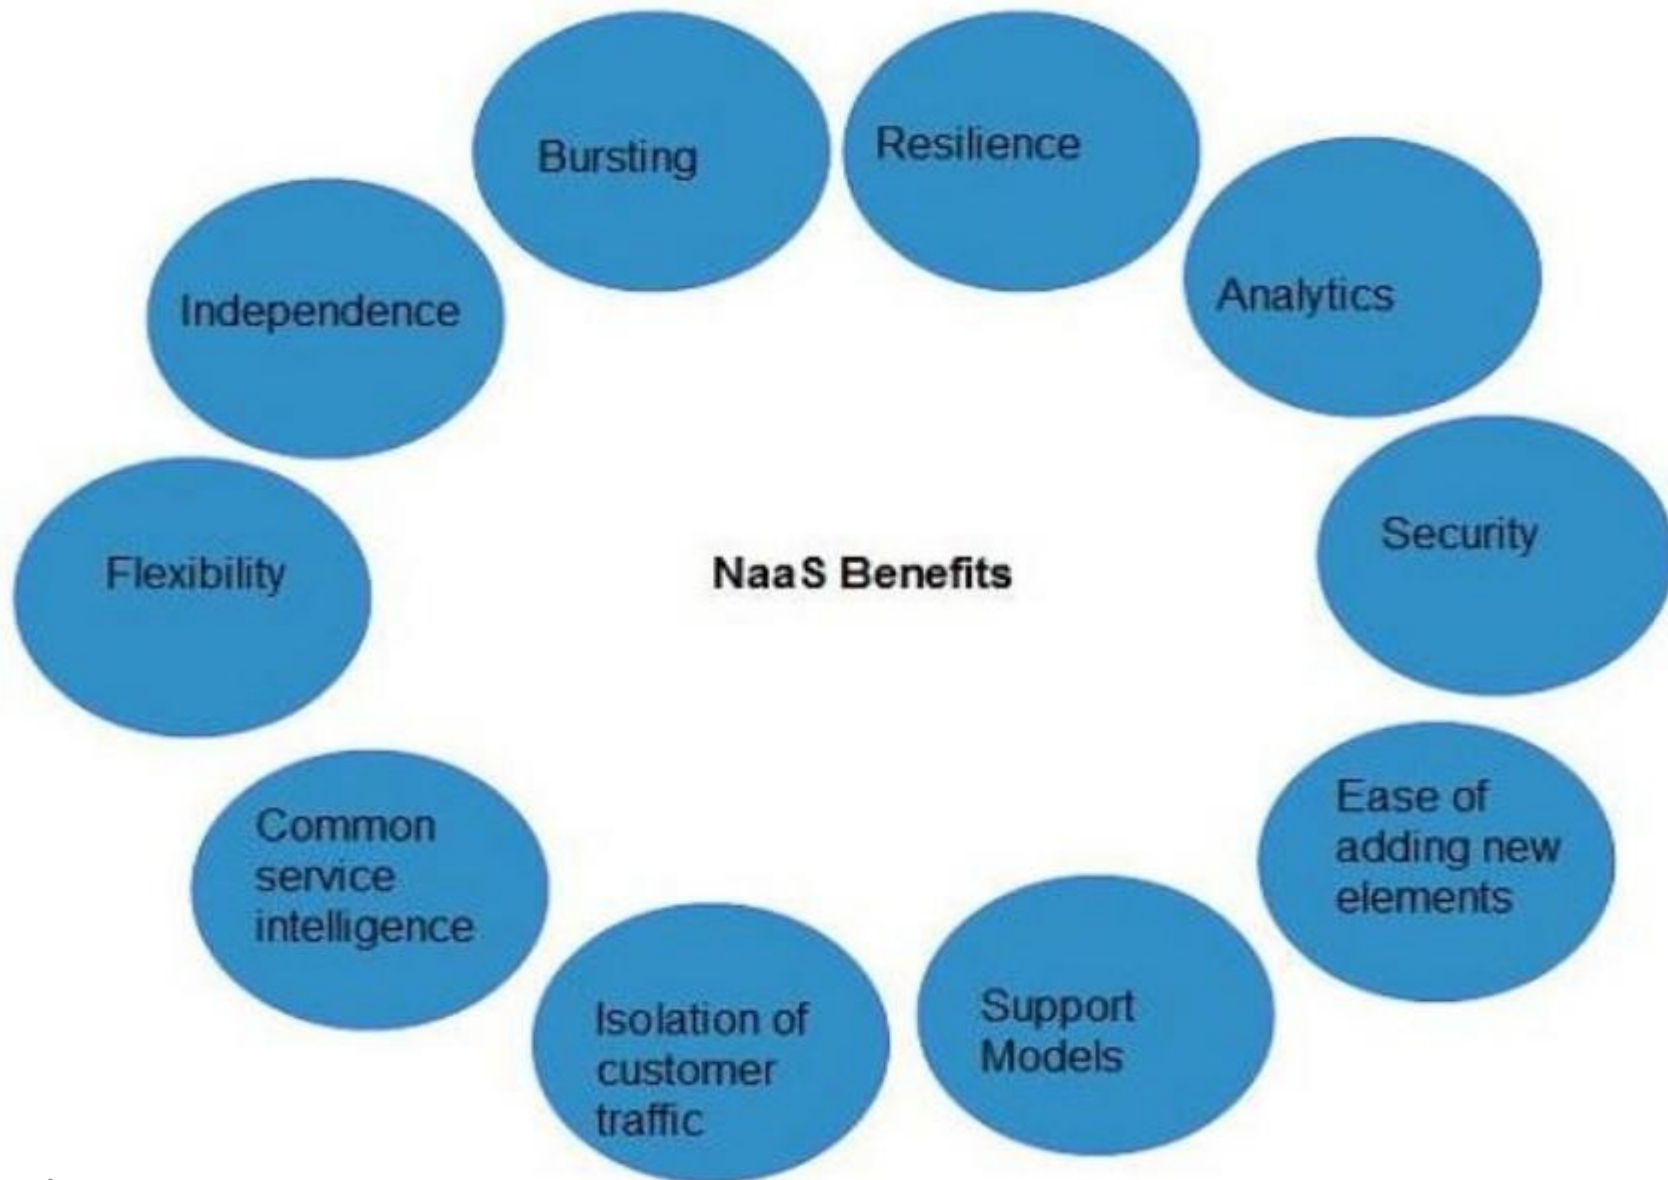 Bursting
Resilience
Independence
Analytics
Security
Flexibility
NaaS Benefits
Ease of
adding new
elements
Common
service
intelligence
Isolation of
customer
traffic
Support
Models